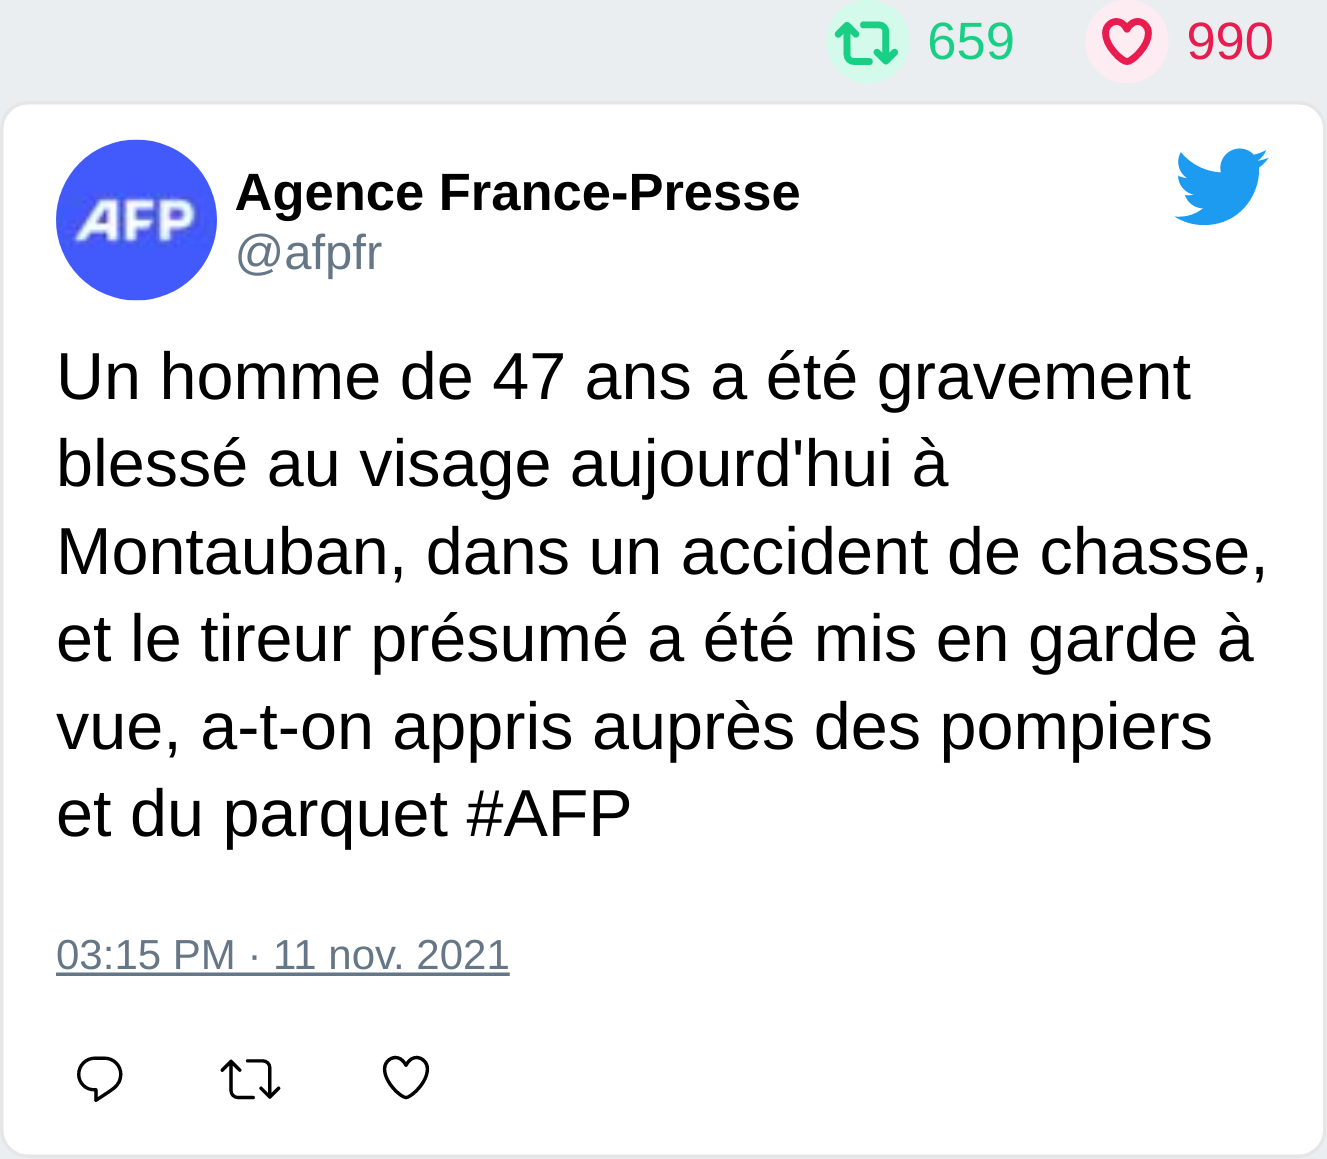 659 990
AFP
Agence France-Presse
@afpfr
Un homme de 47 ans a été gravement
blessé au visage aujourd'hui à
Montauban, dans un accident de chasse,
et le tireur présumé a été mis en garde à
vue, a-t-on appris auprès des pompiers
et du parquet #AFP
03:15 PM · 11 nov. 2021